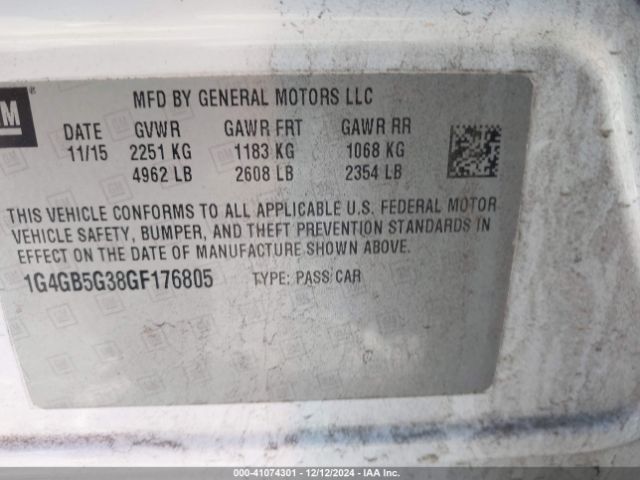 M ®
MFD BY GENERAL MOTORS LLC
DATE GVWR GAWR FRT GAWR RR
11/15 2251 KG 1183 KG 1068 KG
4962 LB 2608 LB 2354 LB
THIS VEHICLE CONFORMS TO ALL APPLICABLE U.S. FEDERAL MOTOR
VEHICLE SAFETY, BUMPER, AND THEFT PREVENTION STANDARDS IN
EFFECT ON THE DATE OF MANUFACTURE SHOWN ABOVE.
1G4GB5G38GF176805 TYPE: PASS CAR
000-41074301 - 12/12/2024 - IAA Inc.